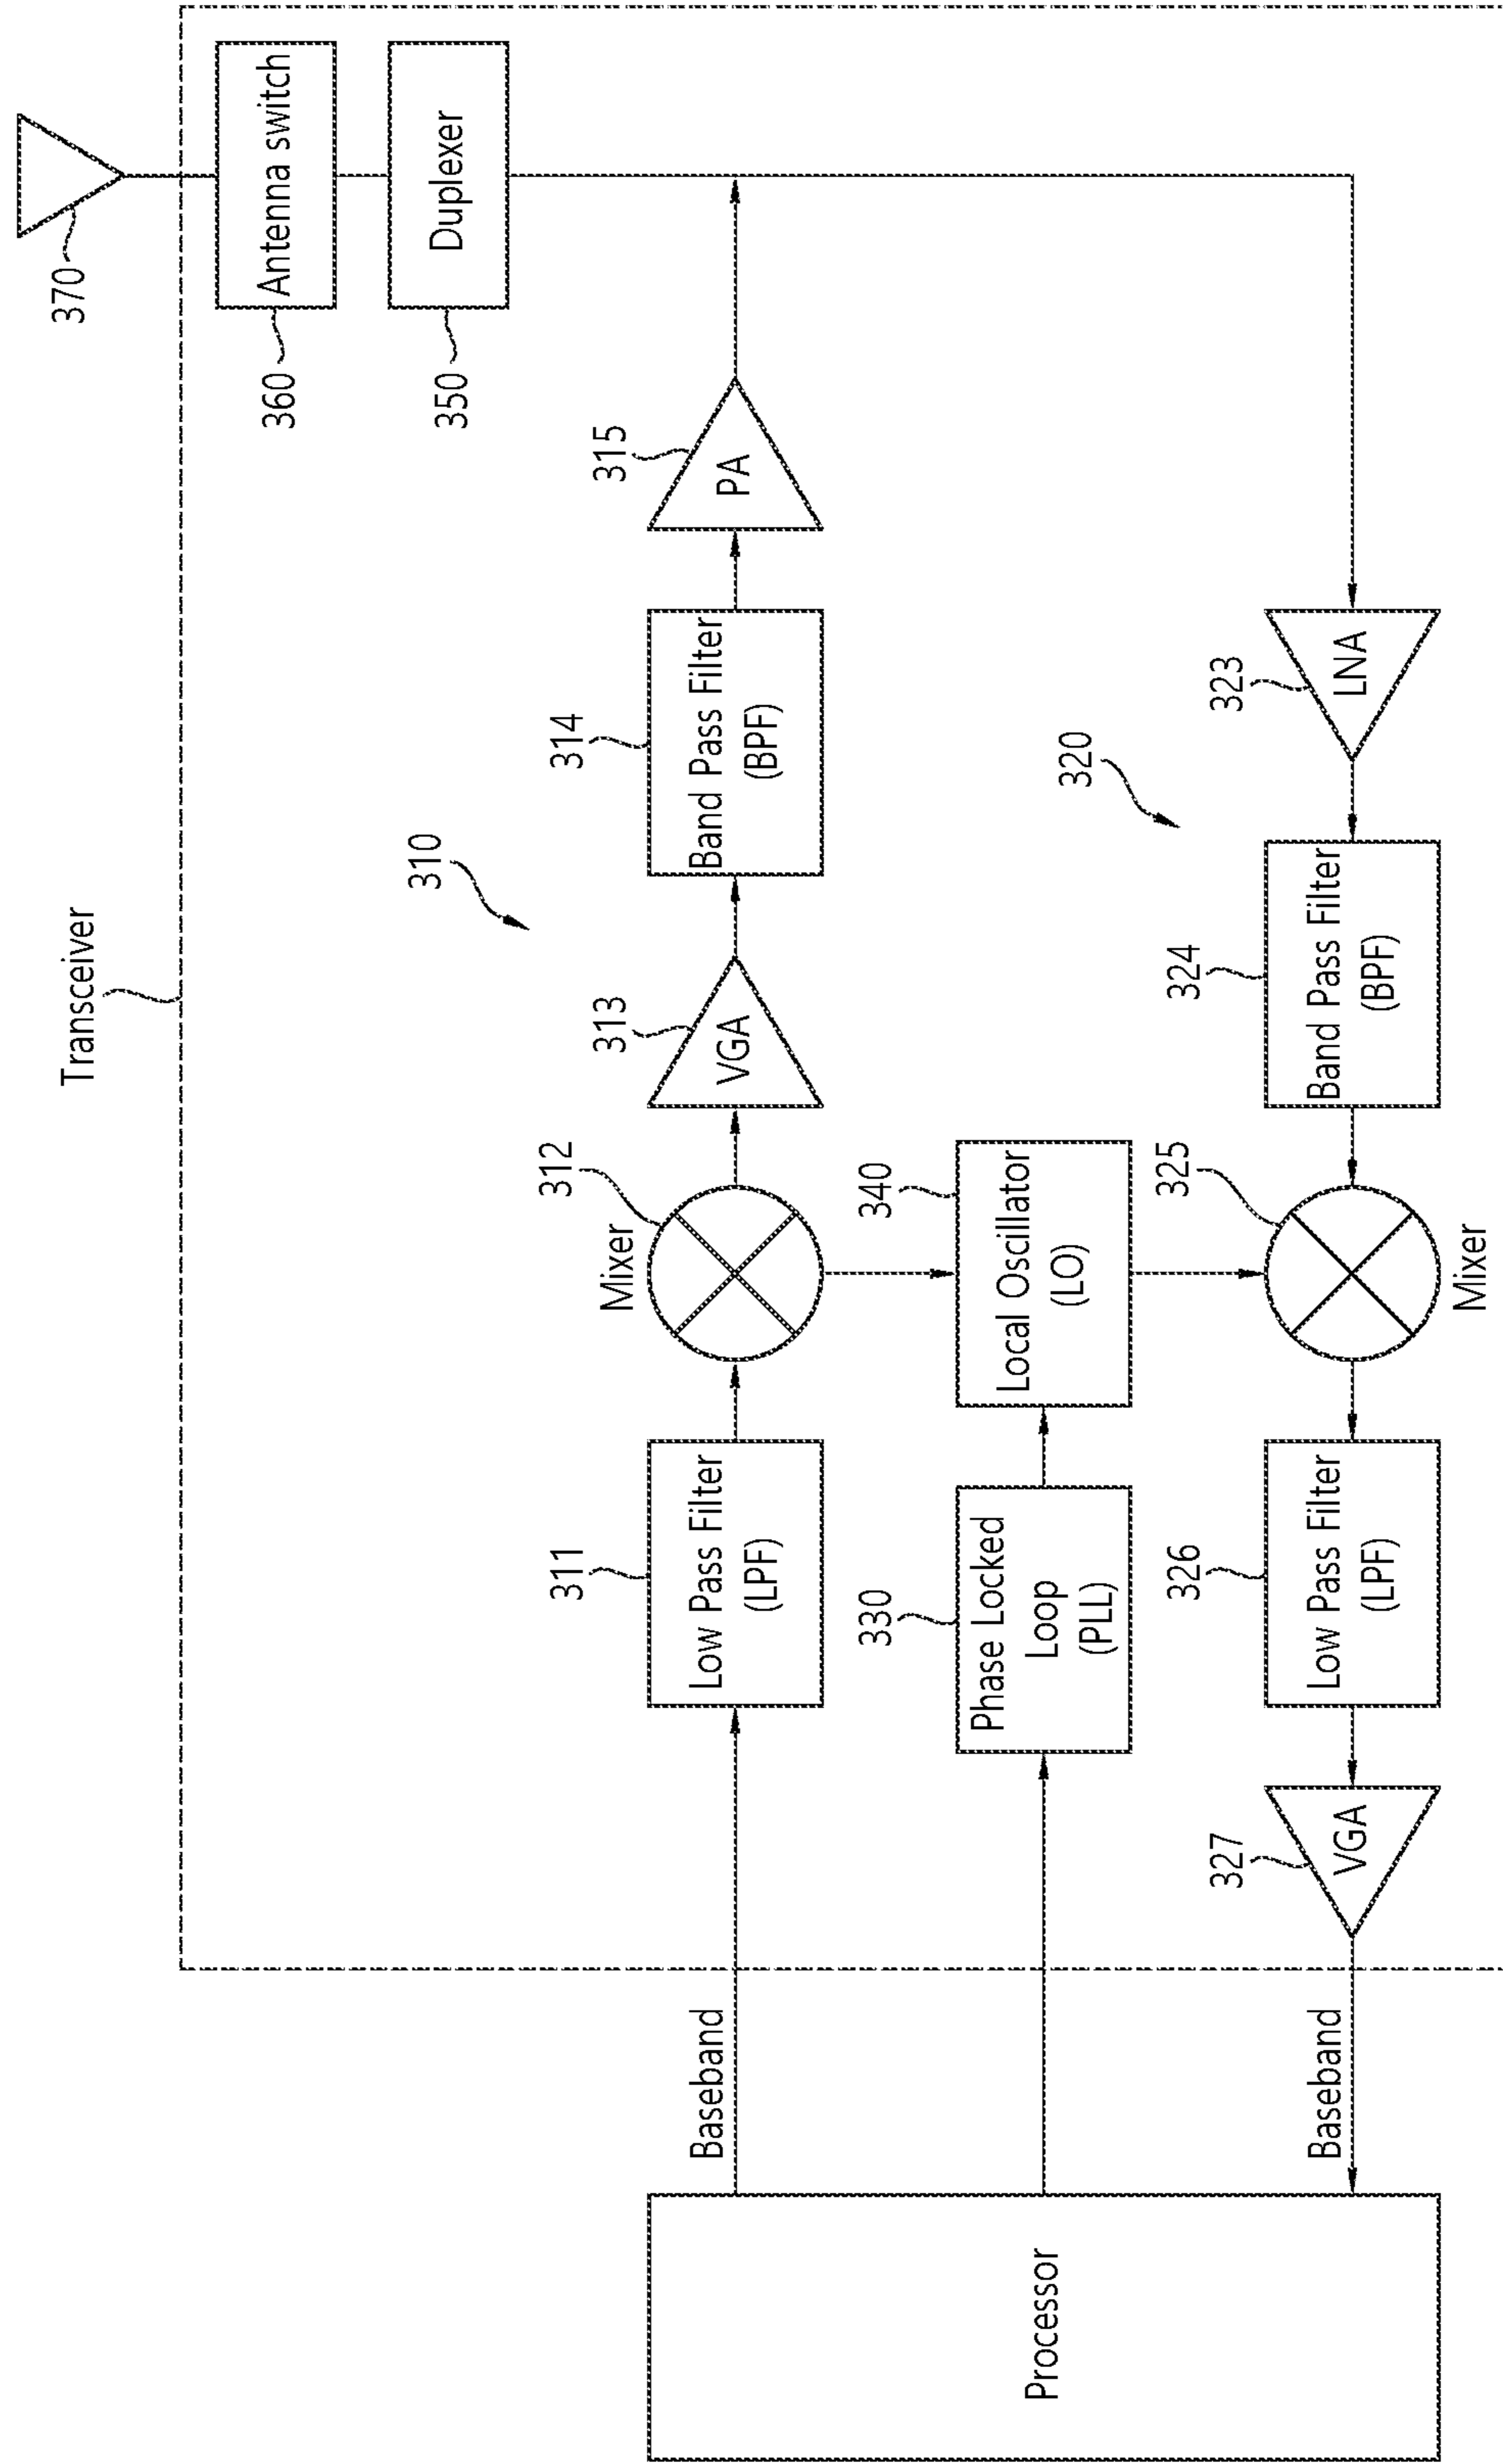 Transceiver
370
Antenna switch
360
Duplexer
350
310
Processor
Baseband
Low Pass Filter
(LPF)
311
Mixer
312
VGA
313
Band Pass Filter
(BPF)
314
PA
315
Phase Locked
Loop
(PLL)
330
Local Oscillator
(LO)
340
320
Baseband
VGA
327
Low Pass Filter
(LPF)
326
Mixer
325
Band Pass Filter
(BPF)
324
LNA
323